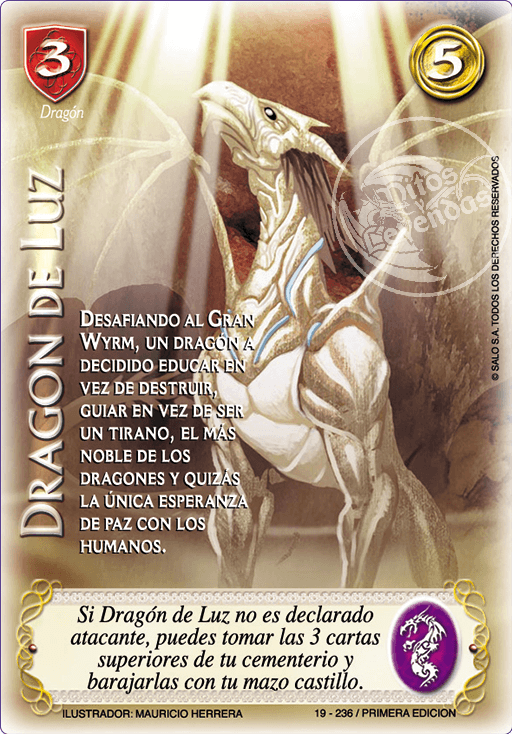 3
5
Dragón
DRAGON DE LUZ
Mitos
Leyendas
© SALO S.A. TODOS LOS DERECHOS RESERVADOS
DESAFIANDO AL GRAN
WYRM, UN DRAGÓN A
DECIDIDO EDUCAR EN
VEZ DE DESTRUIR,
GUIAR EN VEZ DE SER
UN TIRANO, EL MÁS
NOBLE DE LOS
DRAGONES Y QUIZÁS
LA ÚNICA ESPERANZA
DE PAZ CON LOS
HUMANOS.
Si Dragón de Luz no es declarado
atacante, puedes tomar las 3 cartas
superiores de tu cementerio y
barajarlas con tu mazo castillo.
ILUSTRADOR: MAURICIO HERRERA
19 - 236 / PRIMERA EDICION